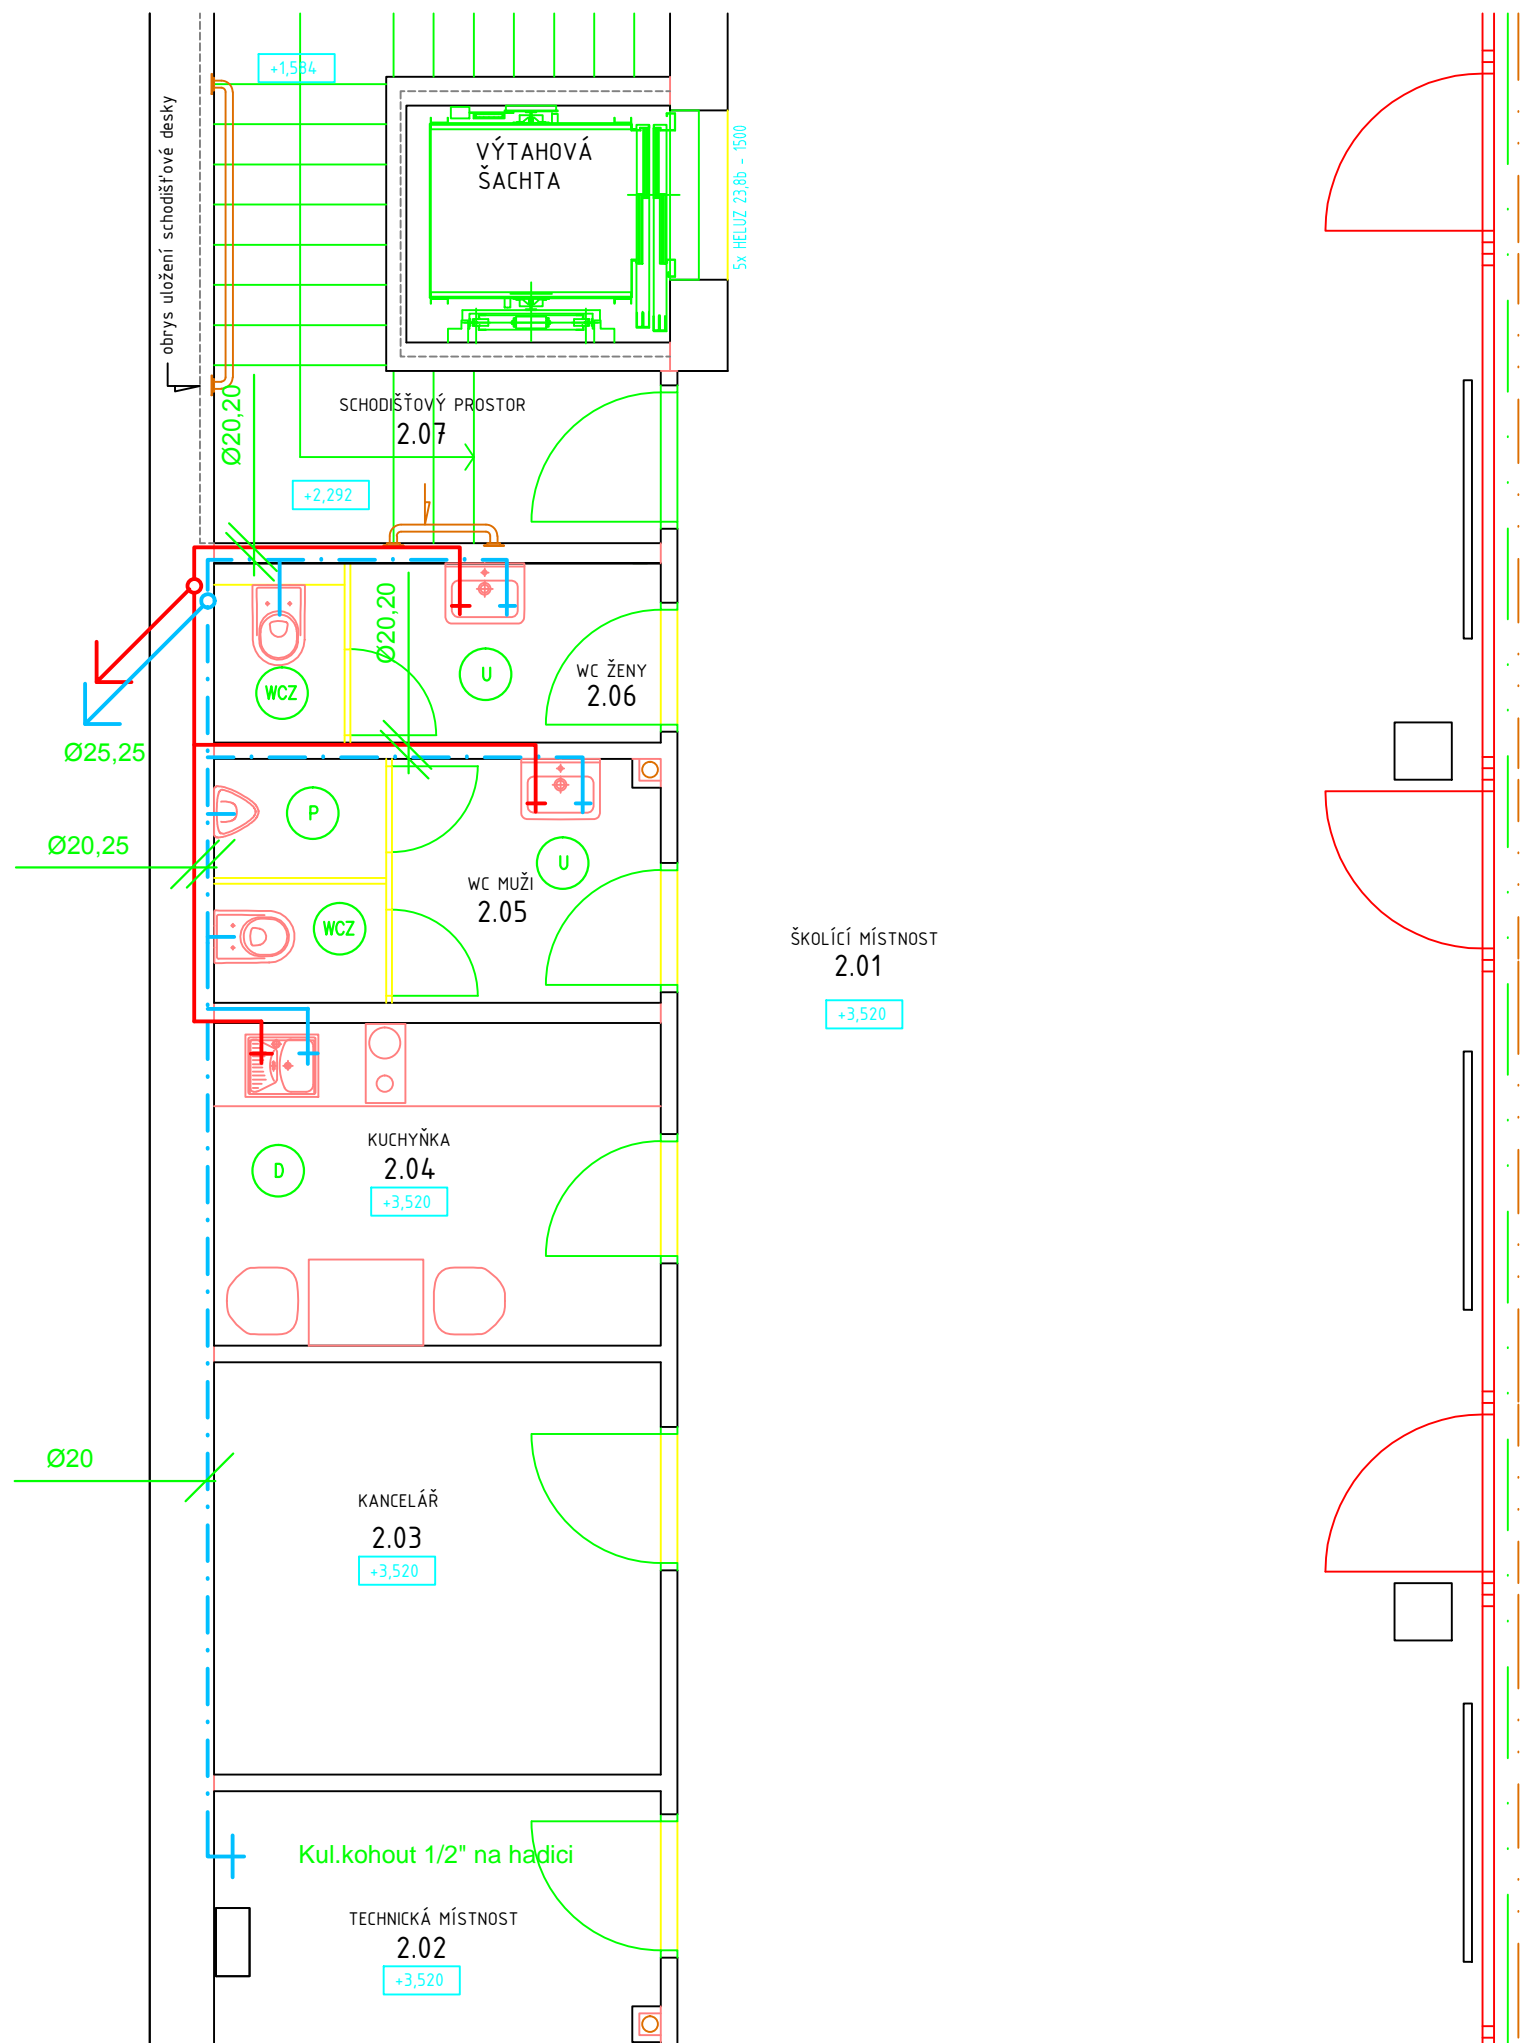 +1,584
obrys uložení schodišťové desky
VÝTAHOVÁ
ŠACHTA
5x HELUZ 23,8b - 1500
Ø20,20
SCHODIŠŤOVÝ PROSTOR
2.07
+2,292
Ø20,20
WCZ
U
WC ŽENY
2.06
Ø25,25
P
U
Ø20,25
WC MUŽI
2.05
WCZ
ŠKOLÍCÍ MÍSTNOST
2.01
+3,520
KUCHYŇKA
2.04
D
+3,520
Ø20
KANCELÁŘ
2.03
+3,520
Kul.kohout 1/2" na hadici
TECHNICKÁ MÍSTNOST
2.02
+3,520